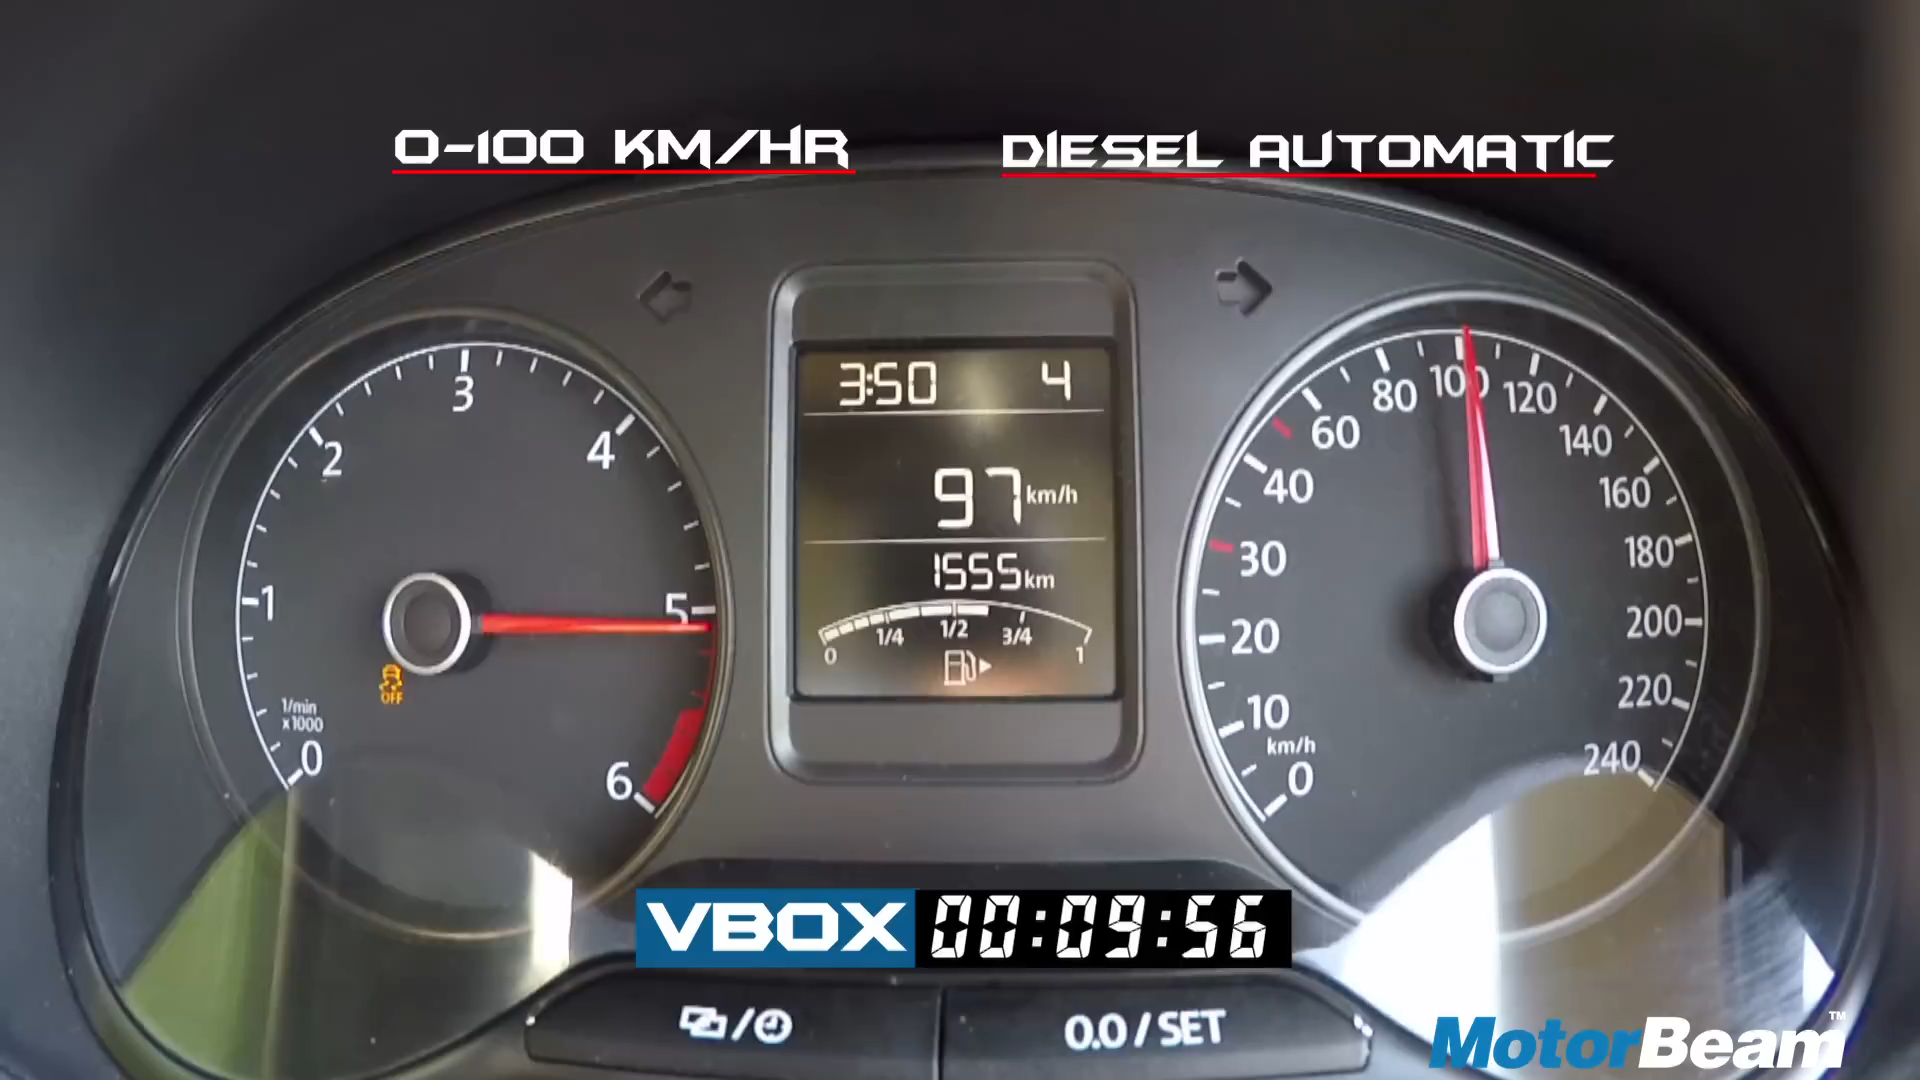 0-100 KM/HR
DIESEL AUTOMATIC
3:50 4
97 km/h
1555 km
0 1/4 1/2 3/4 1
0 1 2 3 4 5 6
1/min
x1000
OFF
0 10 20 30 40 60 80 100 120 140 160 180 200 220 240
km/h
VBOX 00:09:56
/
0.0 / SET
MotorBeam™